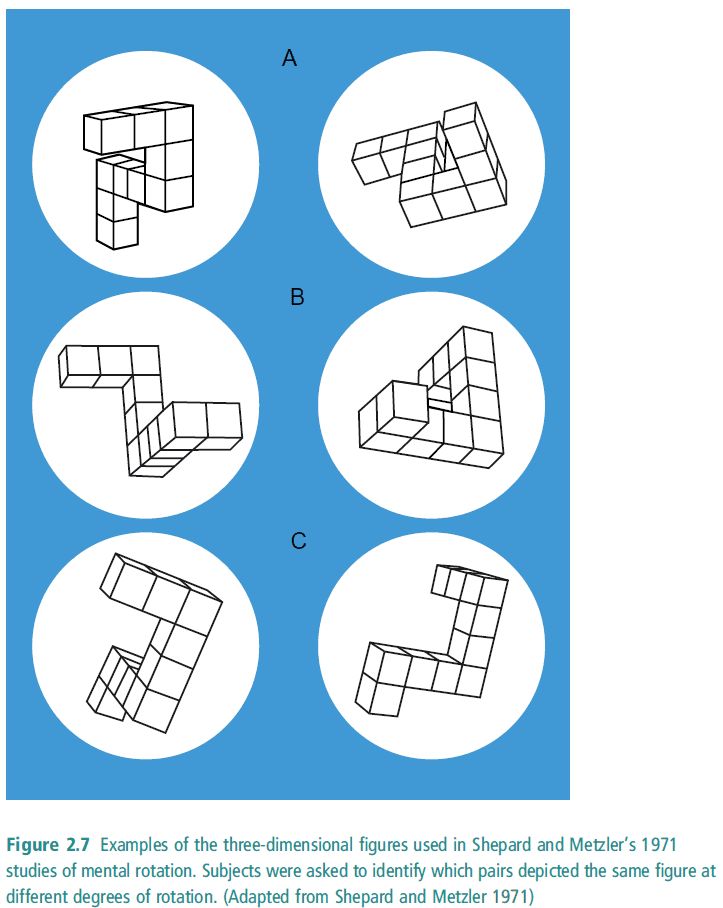 A
B
C
Figure 2.7 Examples of the three-dimensional figures used in Shepard and Metzler's 1971
studies of mental rotation. Subjects were asked to identify which pairs depicted the same figure at
different degrees of rotation. (Adapted from Shepard and Metzler 1971)